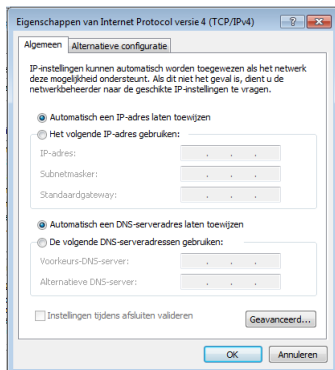 Eigenschappen van Internet Protocol versie 4 (TCP/IPv4)
Algemeen Alternatieve configuratie
IP-instellingen kunnen automatisch worden toegewezen als het netwerk
deze mogelijkheid ondersteunt. Als dit niet het geval is, dient u de
netwerkbeheerder naar de geschikte IP-instellingen te vragen.
Automatisch een IP-adres laten toewijzen
Het volgende IP-adres gebruiken:
IP-adres:
Subnetmasker:
Standaardgateway:
Automatisch een DNS-serveradres laten toewijzen
De volgende DNS-serveradressen gebruiken:
Voorkeurs-DNS-server:
Alternatieve DNS-server:
Instellingen tijdens afsluiten valideren
Geavanceerd...
OK Annuleren